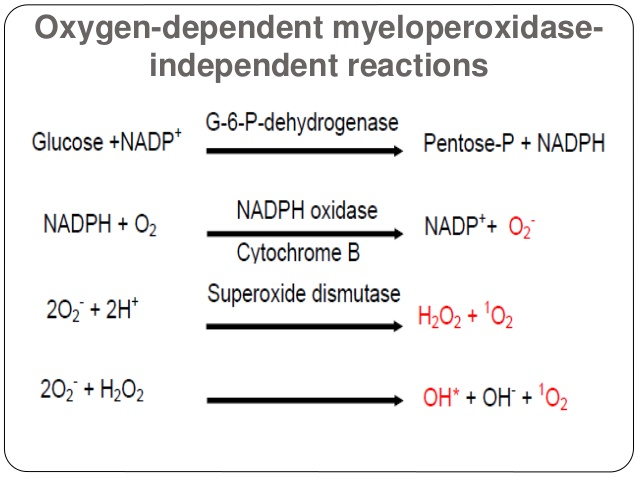 Oxygen-dependent myeloperoxidase-
independent reactions
Glucose +NADP⁺ G-6-P-dehydrogenase Pentose-P + NADPH
NADPH + O₂ NADPH oxidase NADP⁺+ O₂⁻
Cytochrome B
2O₂⁻ + 2H⁺ Superoxide dismutase H₂O₂ + ¹O₂
2O₂⁻ + H₂O₂ OH* + OH⁻ + ¹O₂